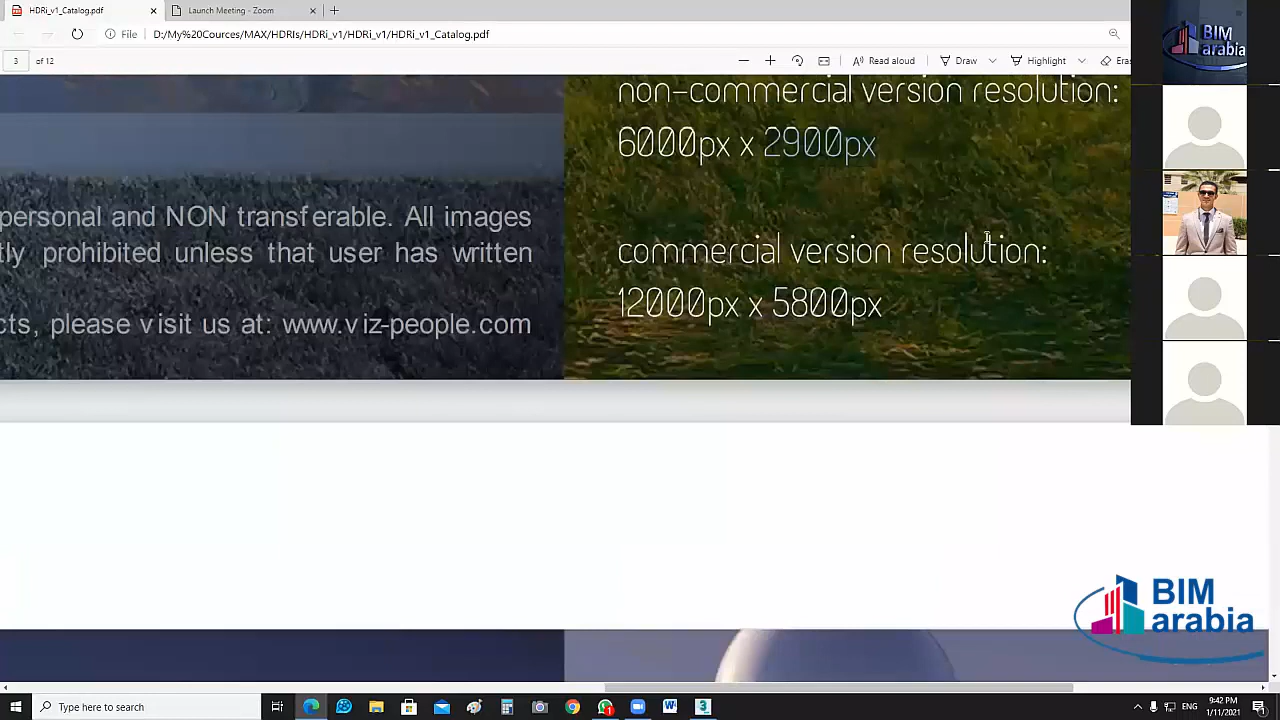 HDRi_v1_Catalog.pdf
Launch Meeting - Zoom
File
D:/My%20Cources/MAX/HDRIs/HDRi_v1/HDRi_v1/HDRi_v1_Catalog.pdf
3
of 12
Read aloud
Draw
Highlight
Eras
non-commercial version resolution:
6000px x 2900px
personal and NON transferable. All images
tly prohibited unless that user has written
cts, please visit us at: www.viz-people.com
commercial version resolution:
12000px x 5800px
BIM
arabia
BIM
arabia
Type here to search
ENG
9:42 PM
1/11/2021